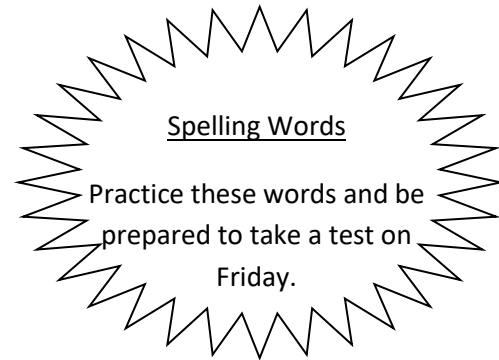 Spelling Words
Practice these words and be
prepared to take a test on
Friday.